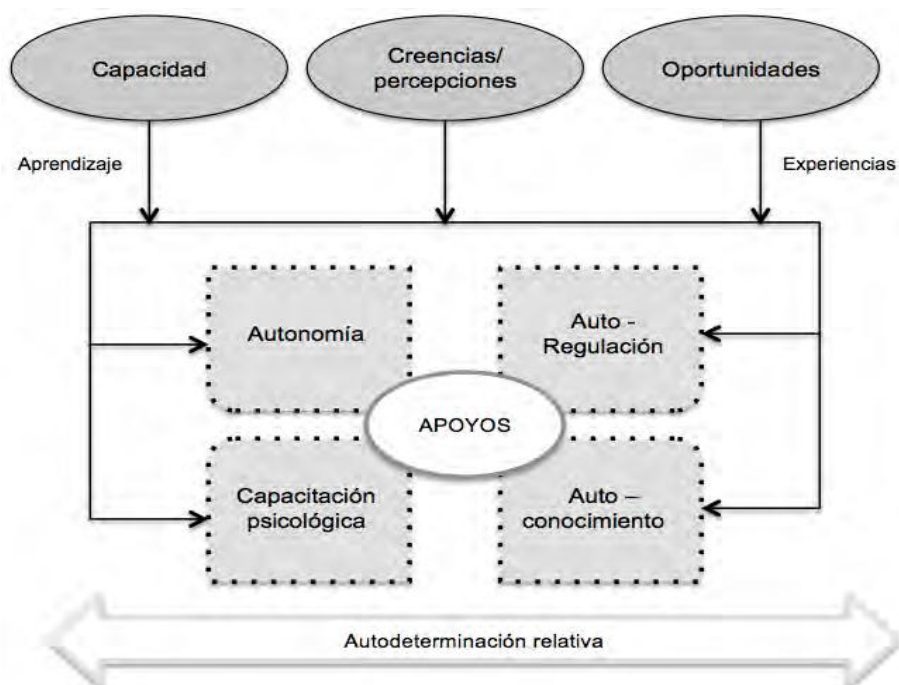 Capacidad
Creencias/
percepciones
Oportunidades
Aprendizaje
Experiencias
Autonomía
Auto -
Regulación
APOYOS
Capacitación
psicológica
Auto –
conocimiento
Autodeterminación relativa